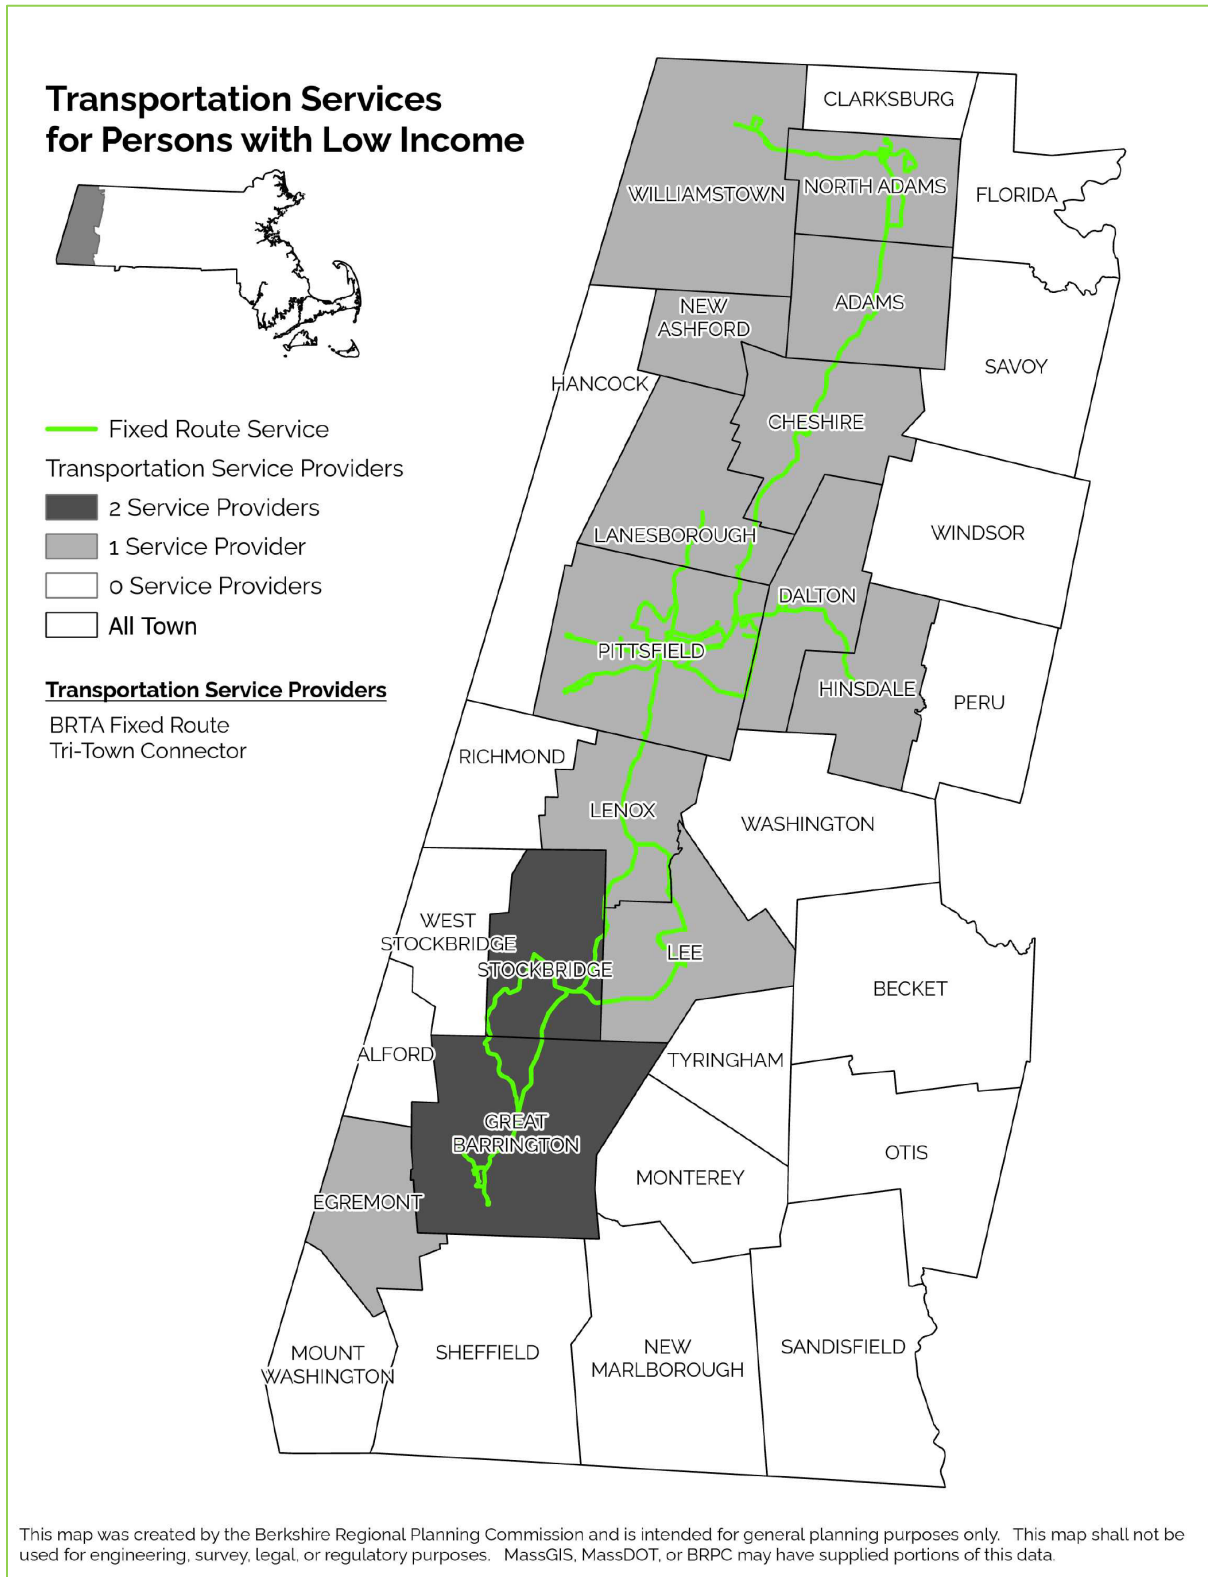 Transportation Services
for Persons with Low Income
Fixed Route Service
Transportation Service Providers
2 Service Providers
1 Service Provider
0 Service Providers
All Town
Transportation Service Providers
BRTA Fixed Route
Tri-Town Connector
CLARKSBURG
WILLIAMSTOWN
NORTH ADAMS
FLORIDA
NEW
ASHFORD
ADAMS
SAVOY
HANCOCK
CHESHIRE
LANESBOROUGH
WINDSOR
DALTON
PITTSFIELD
HINSDALE
PERU
RICHMOND
LENOX
WASHINGTON
WEST
STOCKBRIDGE
STOCKBRIDGE
LEE
BECKET
ALFORD
TYRINGHAM
GREAT
BARRINGTON
OTIS
MONTEREY
EGREMONT
MOUNT
WASHINGTON
SHEFFIELD
NEW
MARLBOROUGH
SANDISFIELD
This map was created by the Berkshire Regional Planning Commission and is intended for general planning purposes only. This map shall not be
used for engineering, survey, legal, or regulatory purposes. MassGIS, MassDOT, or BRPC may have supplied portions of this data.